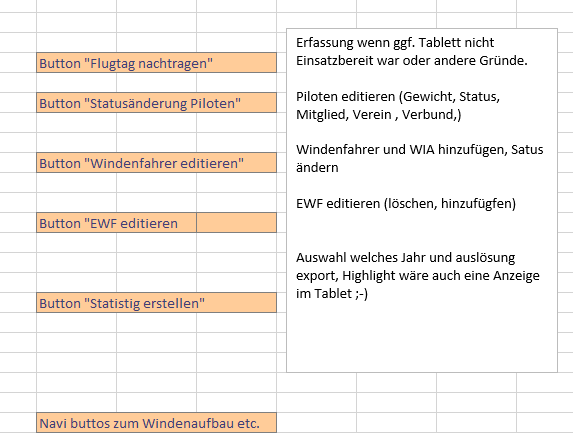 Button "Flugtag nachtragen"
Button "Statusänderung Piloten"
Button "Windenfahrer editieren"
Button "EWF editieren
Button "Statistig erstellen"
Navi buttos zum Windenaufbau etc.
Erfassung wenn ggf. Tablett nicht
Einsatzbereit war oder andere Gründe.
Piloten editieren (Gewicht, Status,
Mitglied, Verein , Verbund,)
Windenfahrer und WIA hinzufügen, Satus
ändern
EWF editieren (löschen, hinzufügfen)
Auswahl welches Jahr und auslösung
export, Highlight wäre auch eine Anzeige
im Tablet ;-)